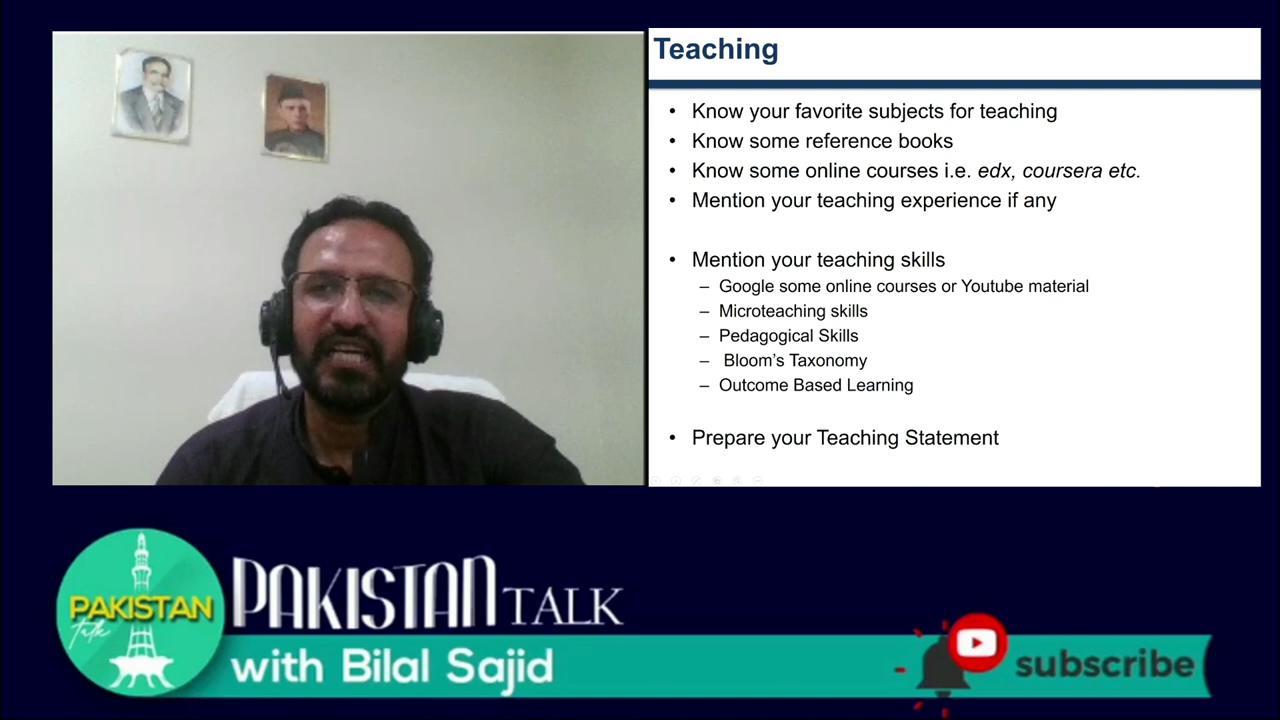 Teaching
• Know your favorite subjects for teaching
• Know some reference books
• Know some online courses i.e. edx, coursera etc.
• Mention your teaching experience if any
• Mention your teaching skills
– Google some online courses or Youtube material
– Microteaching skills
– Pedagogical Skills
– Bloom's Taxonomy
– Outcome Based Learning
• Prepare your Teaching Statement
PAKISTAN
Talk
PAKISTAN TALK
with Bilal Sajid
subscribe